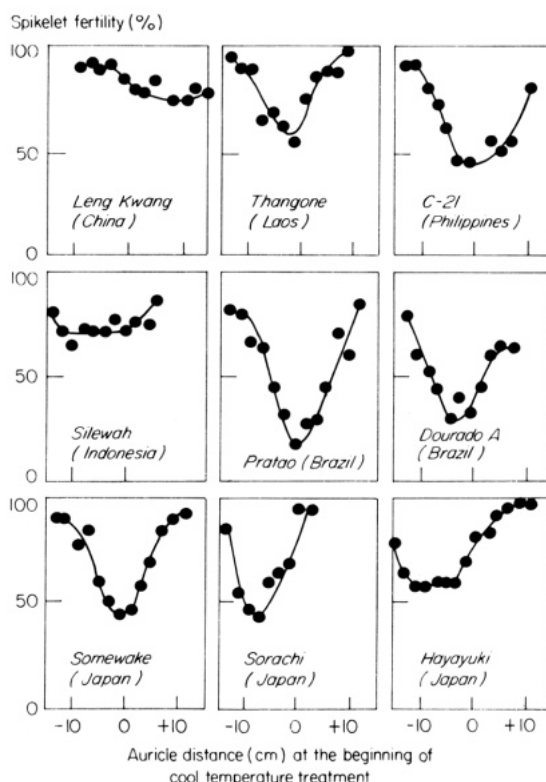 Spikelet fertility (%)
100
50
0
Leng Kwang
(China)
Thangone
(Laos)
C-21
(Philippines)
100
50
0
Silewah
(Indonesia)
Pratao (Brazil)
Dourado A
(Brazil)
100
50
0
Somewake
(Japan)
Sorachi
(Japan)
Hayayuki
(Japan)
-10 0 +10
-10 0 +10
-10 0 +10
Auricle distance (cm) at the beginning of
cool temperature treatment